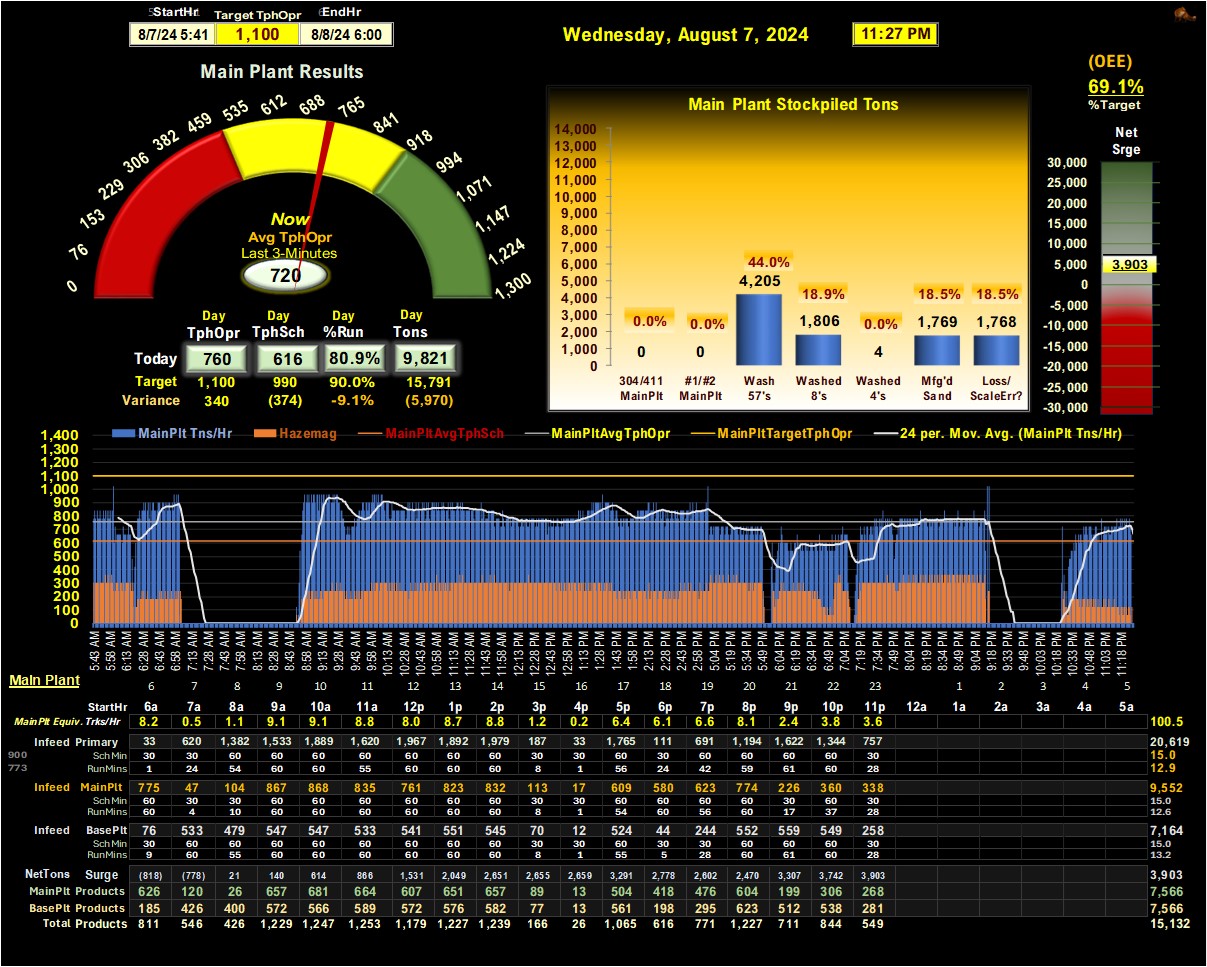 StartHr Target TphOpr EndHr
8/7/24 5:41 1,100 8/8/24 6:00
Wednesday, August 7, 2024 11:27 PM
(OEE)
69.1%
%Target
Main Plant Results
0 76 153 229 306 382 459 535 612 688 765 841 918 994 1,071 1,147 1,224 1,300
Now
Avg TphOpr
Last 3-Minutes
720
Day Day Day Day
TphOpr TphSch %Run Tons
Today 760 616 80.9% 9,821
Target 1,100 990 90.0% 15,791
Variance 340 (374) -9.1% (5,970)
Main Plant Stockpiled Tons
14,000
13,000
12,000
11,000
10,000
9,000
8,000
7,000
6,000
5,000
4,000
3,000
2,000
1,000
0
0.0% 0.0% 44.0% 18.9% 0.0% 18.5% 18.5%
0 0 4,205 1,806 4 1,769 1,768
304/411 #1/#2 Wash Washed Washed Mfg'd Loss/
MainPlt MainPlt 57's 8's 4's Sand ScaleErr?
Net
Srge
30,000
25,000
20,000
15,000
10,000
5,000
0
-5,000
-10,000
-15,000
-20,000
-25,000
-30,000
3,903
MainPlt Tns/Hr Hazemag MainPltAvgTphSch MainPltAvgTphOpr MainPltTargetTphOpr 24 per. Mov. Avg. (MainPlt Tns/Hr)
1,400
1,300
1,200
1,100
1,000
900
800
700
600
500
400
300
200
100
0
5:43 AM 5:58 AM 6:13 AM 6:28 AM 6:43 AM 6:58 AM 7:13 AM 7:28 AM 7:43 AM 7:58 AM 8:13 AM 8:28 AM 8:43 AM 8:58 AM 9:13 AM 9:28 AM 9:43 AM 9:58 AM 10:13 AM 10:28 AM 10:43 AM 10:58 AM 11:13 AM 11:28 AM 11:43 AM 11:58 AM 12:13 PM 12:28 PM 12:43 PM 12:58 PM 1:13 PM 1:28 PM 1:43 PM 1:58 PM 2:13 PM 2:28 PM 2:43 PM 2:58 PM 5:04 PM 5:19 PM 5:34 PM 5:49 PM 6:04 PM 6:19 PM 6:34 PM 6:49 PM 7:04 PM 7:19 PM 7:34 PM 7:49 PM 8:04 PM 8:19 PM 8:34 PM 8:49 PM 9:04 PM 9:18 PM 9:33 PM 9:48 PM 10:03 PM 10:18 PM 10:33 PM 10:48 PM 11:03 PM 11:18 PM
Main Plant 6 7 8 9 10 11 12 13 14 15 16 17 18 19 20 21 22 23 1 2 3 4 5
StartHr 6a 7a 8a 9a 10a 11a 12p 1p 2p 3p 4p 5p 6p 7p 8p 9p 10p 11p 12a 1a 2a 3a 4a 5a
MainPlt Equiv. Trks/Hr 8.2 0.5 1.1 9.1 9.1 8.8 8.0 8.7 8.8 1.2 0.2 6.4 6.1 6.6 8.1 2.4 3.8 3.6 100.5
Infeed Primary 33 620 1,382 1,533 1,889 1,620 1,967 1,892 1,979 187 33 1,765 111 691 1,194 1,622 1,344 757 20,619
900 Sch Min 30 30 60 60 60 60 60 60 60 30 30 60 30 60 60 60 60 28 15.0
773 RunMins 1 24 54 60 60 55 60 60 60 8 1 56 24 42 59 61 60 28 12.9
Infeed MainPlt 775 47 104 867 868 835 761 823 832 113 17 609 580 623 774 226 360 338 9,552
Sch Min 60 30 30 60 60 60 60 60 60 30 30 60 60 60 60 30 60 28 15.0
RunMins 60 4 10 60 60 60 60 60 60 8 1 54 60 56 60 17 37 28 12.6
Infeed BasePlt 76 533 479 547 547 533 541 551 545 70 12 524 44 244 552 559 549 258 7,164
Sch Min 30 60 60 60 60 60 60 60 60 30 30 60 30 60 60 60 60 28 15.0
RunMins 9 60 55 60 60 60 60 60 60 8 1 55 5 28 60 61 60 28 13.2
NetTons Surge (818) (778) 21 140 614 866 1,531 2,049 2,651 2,655 2,659 3,291 2,778 2,602 2,470 3,307 3,742 3,903 3,903
MainPlt Products 626 120 26 657 681 664 607 651 657 89 13 504 418 476 604 199 306 268 7,566
BasePlt Products 185 426 400 572 566 589 572 576 582 77 13 561 198 295 623 512 538 281 7,566
Total Products 811 546 426 1,229 1,247 1,253 1,179 1,227 1,239 166 26 1,065 616 771 1,227 711 844 549 15,132